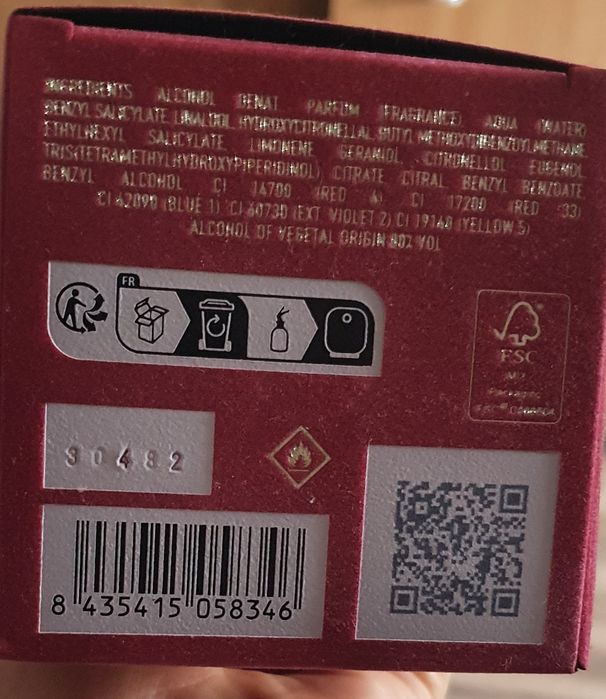 INGREDIENTS ALCOHOL DENAT PARFUM (FRAGRANCE) AQUA (WATER)
BENZYL SALICYLATE LINALOOL HYDROXYCITRONELLAL BUTYL METHOXYDIBENZOYLMETHANE
ETHYLHEXYL SALICYLATE LIMONENE GERANIOL CITRONELLOL EUGENOL
TRIS(TETRAMETHYLHYDROXYPIPERIDINOL) CITRATE CITRAL BENZYL BENZOATE
BENZYL ALCOHOL CI 14700 (RED 4) CI 17200 (RED 33)
CI 42090 (BLUE 1) CI 60730 (EXT VIOLET 2) CI 19140 (YELLOW 5)
ALCOHOL OF VEGETAL ORIGIN 80% VOL
FR
FSC
MIX
Packaging
30482
8 435415 058346